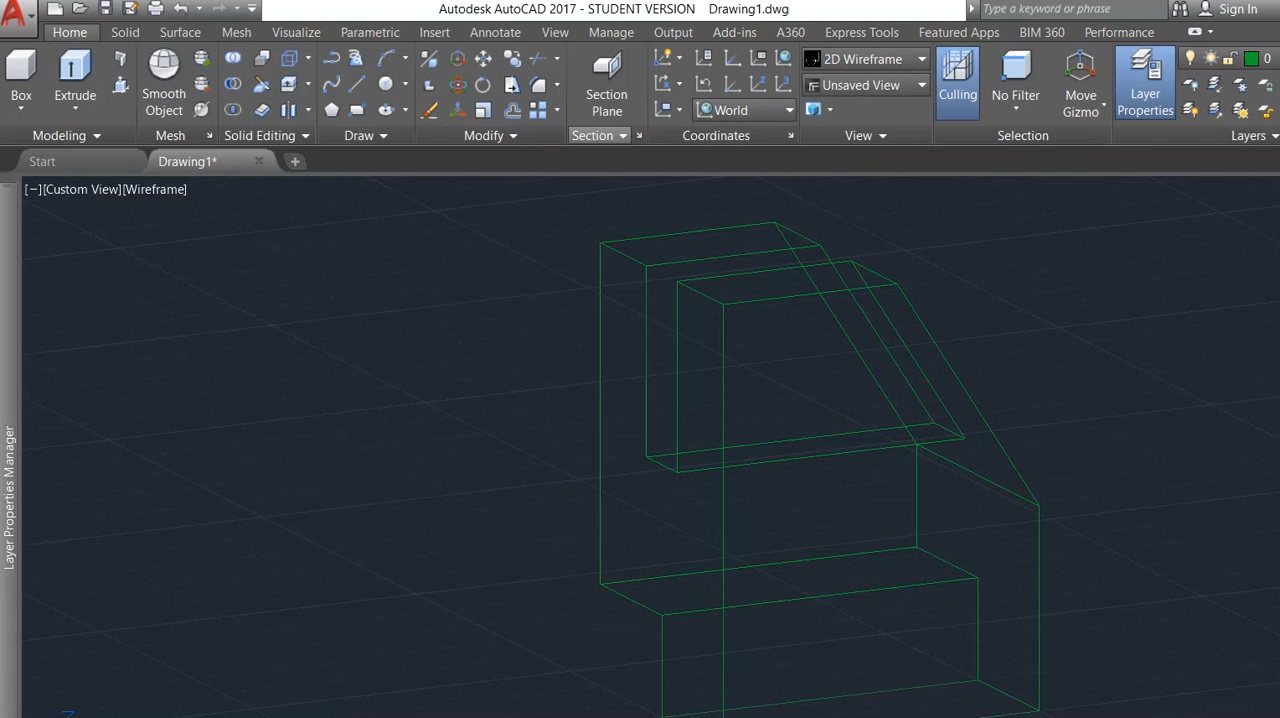 Autodesk AutoCAD 2017 - STUDENT VERSION Drawing1.dwg
Type a keyword or phrase
Sign In
Home Solid Surface Mesh Visualize Parametric Insert Annotate View Manage Output Add-ins A360 Express Tools Featured Apps BIM 360 Performance
Box
Extrude
Smooth
Object
Section
Plane
World
2D Wireframe
Unsaved View
Culling
No Filter
Move
Gizmo
Layer
Properties
0
Modeling Mesh Solid Editing Draw Modify Section Coordinates View Selection Layers
Start Drawing1*
[−][Custom View][Wireframe]
Layer Properties Manager
Z